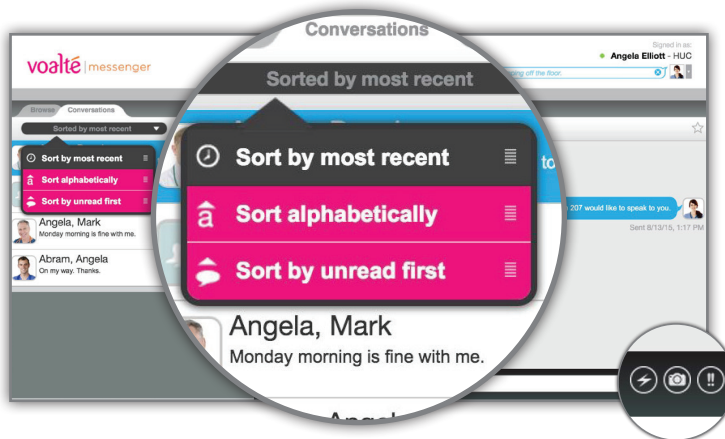 Signed in as:
Angela Elliott - HUC
voalté | messenger
Browse
Conversations
Sorted by most recent
Sort by most recent
Sort alphabetically
Sort by unread first
Angela, Mark
Monday morning is fine with me.
Abram, Angela
On my way. Thanks.
Conversations
Sorted by most recent
Sort by most recent
Sort alphabetically
Sort by unread first
Angela, Mark
Monday morning is fine with me.
off the floor.
207 would like to speak to you.
Sent 8/13/15, 1:17 PM